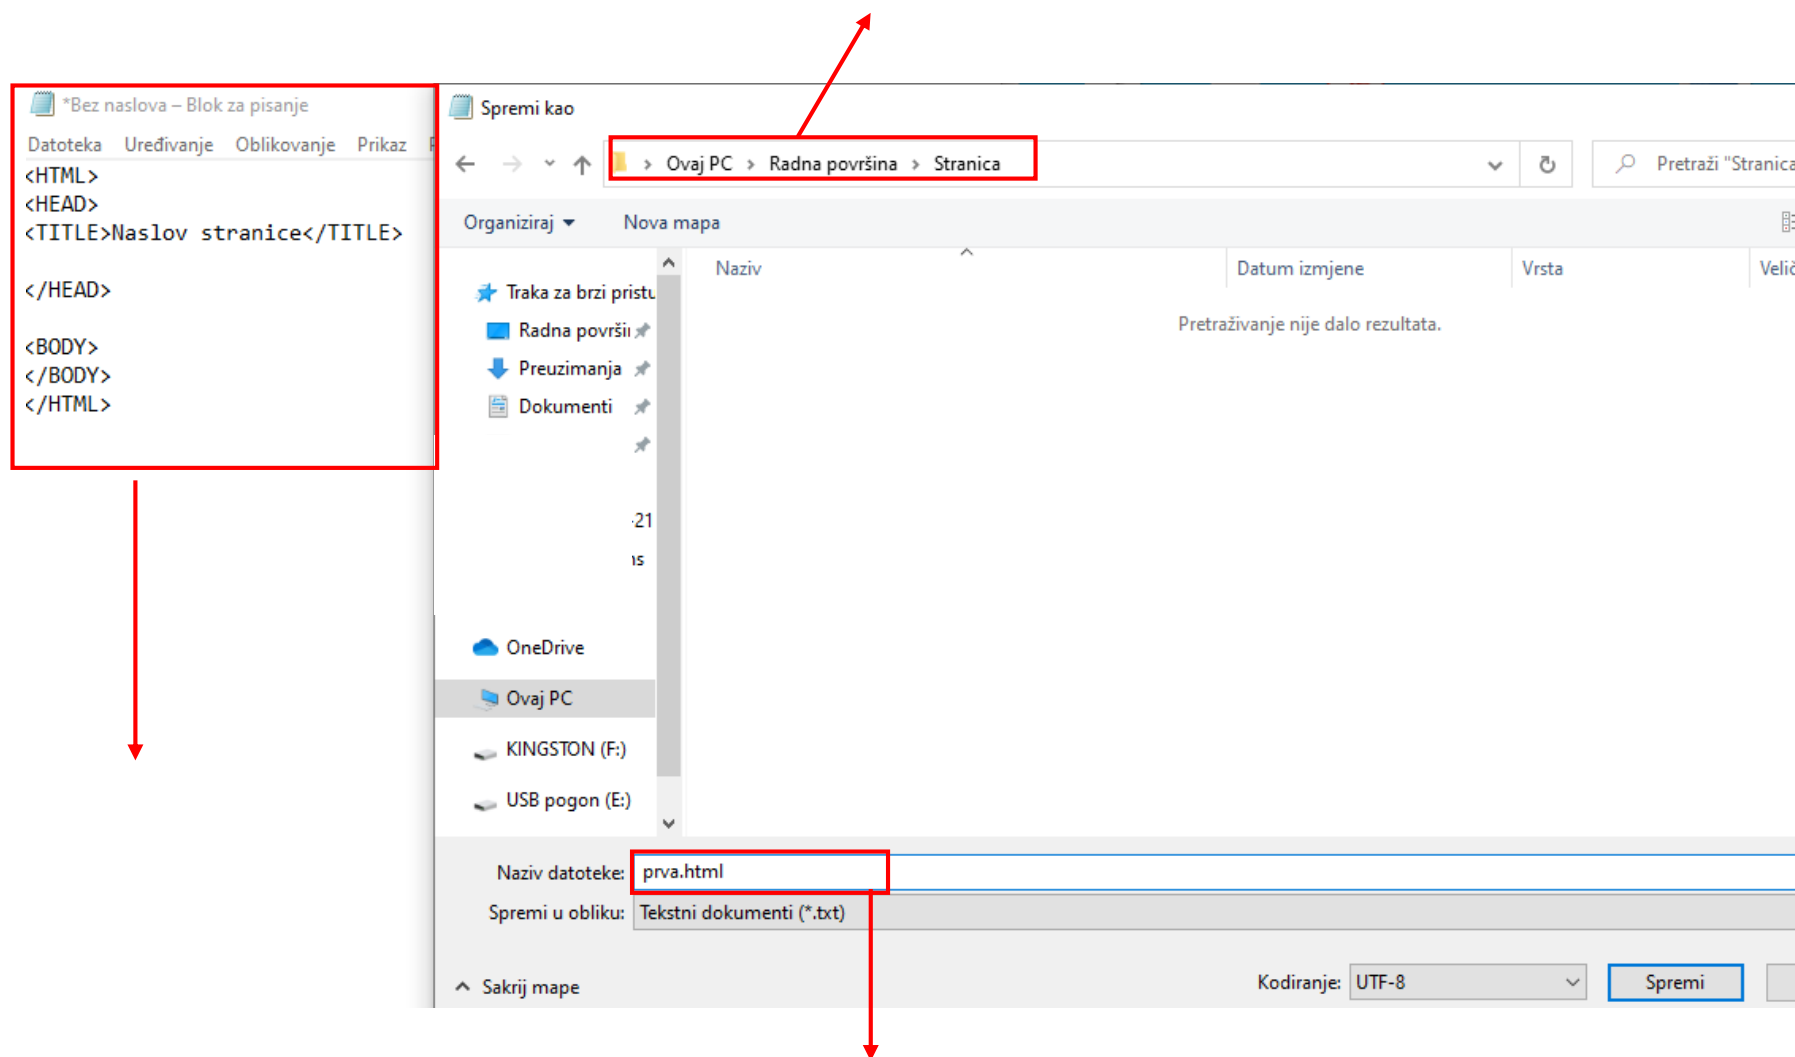 *Bez naslova – Blok za pisanje
Datoteka Uređivanje Oblikovanje Prikaz
<HTML>
<HEAD>
<TITLE>Naslov stranice</TITLE>
</HEAD>
<BODY>
</BODY>
</HTML>
Spremi kao
Ovaj PC > Radna površina > Stranica
Pretraži "Stranica
Organiziraj Nova mapa
Naziv Datum izmjene Vrsta
Pretraživanje nije dalo rezultata.
Traka za brzi pristu
Radna površi
Preuzimanja
Dokumenti
-21
OneDrive
Ovaj PC
KINGSTON (F:)
USB pogon (E:)
Naziv datoteke: prva.html
Spremi u obliku: Tekstni dokumenti (*.txt)
Sakrij mape
Kodiranje: UTF-8 Spremi